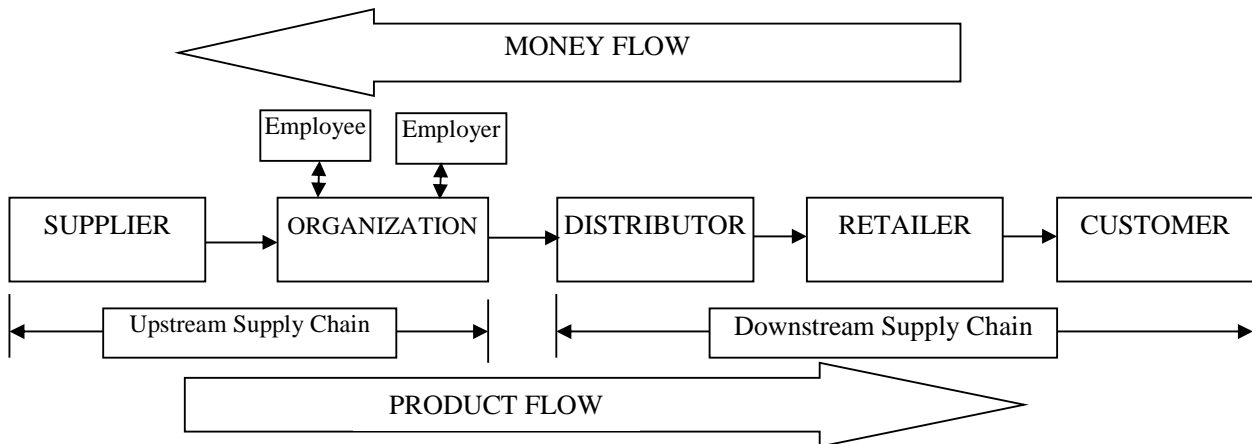 MONEY FLOW
Employee
Employer
SUPPLIER
ORGANIZATION
DISTRIBUTOR
RETAILER
CUSTOMER
Upstream Supply Chain
Downstream Supply Chain
PRODUCT FLOW